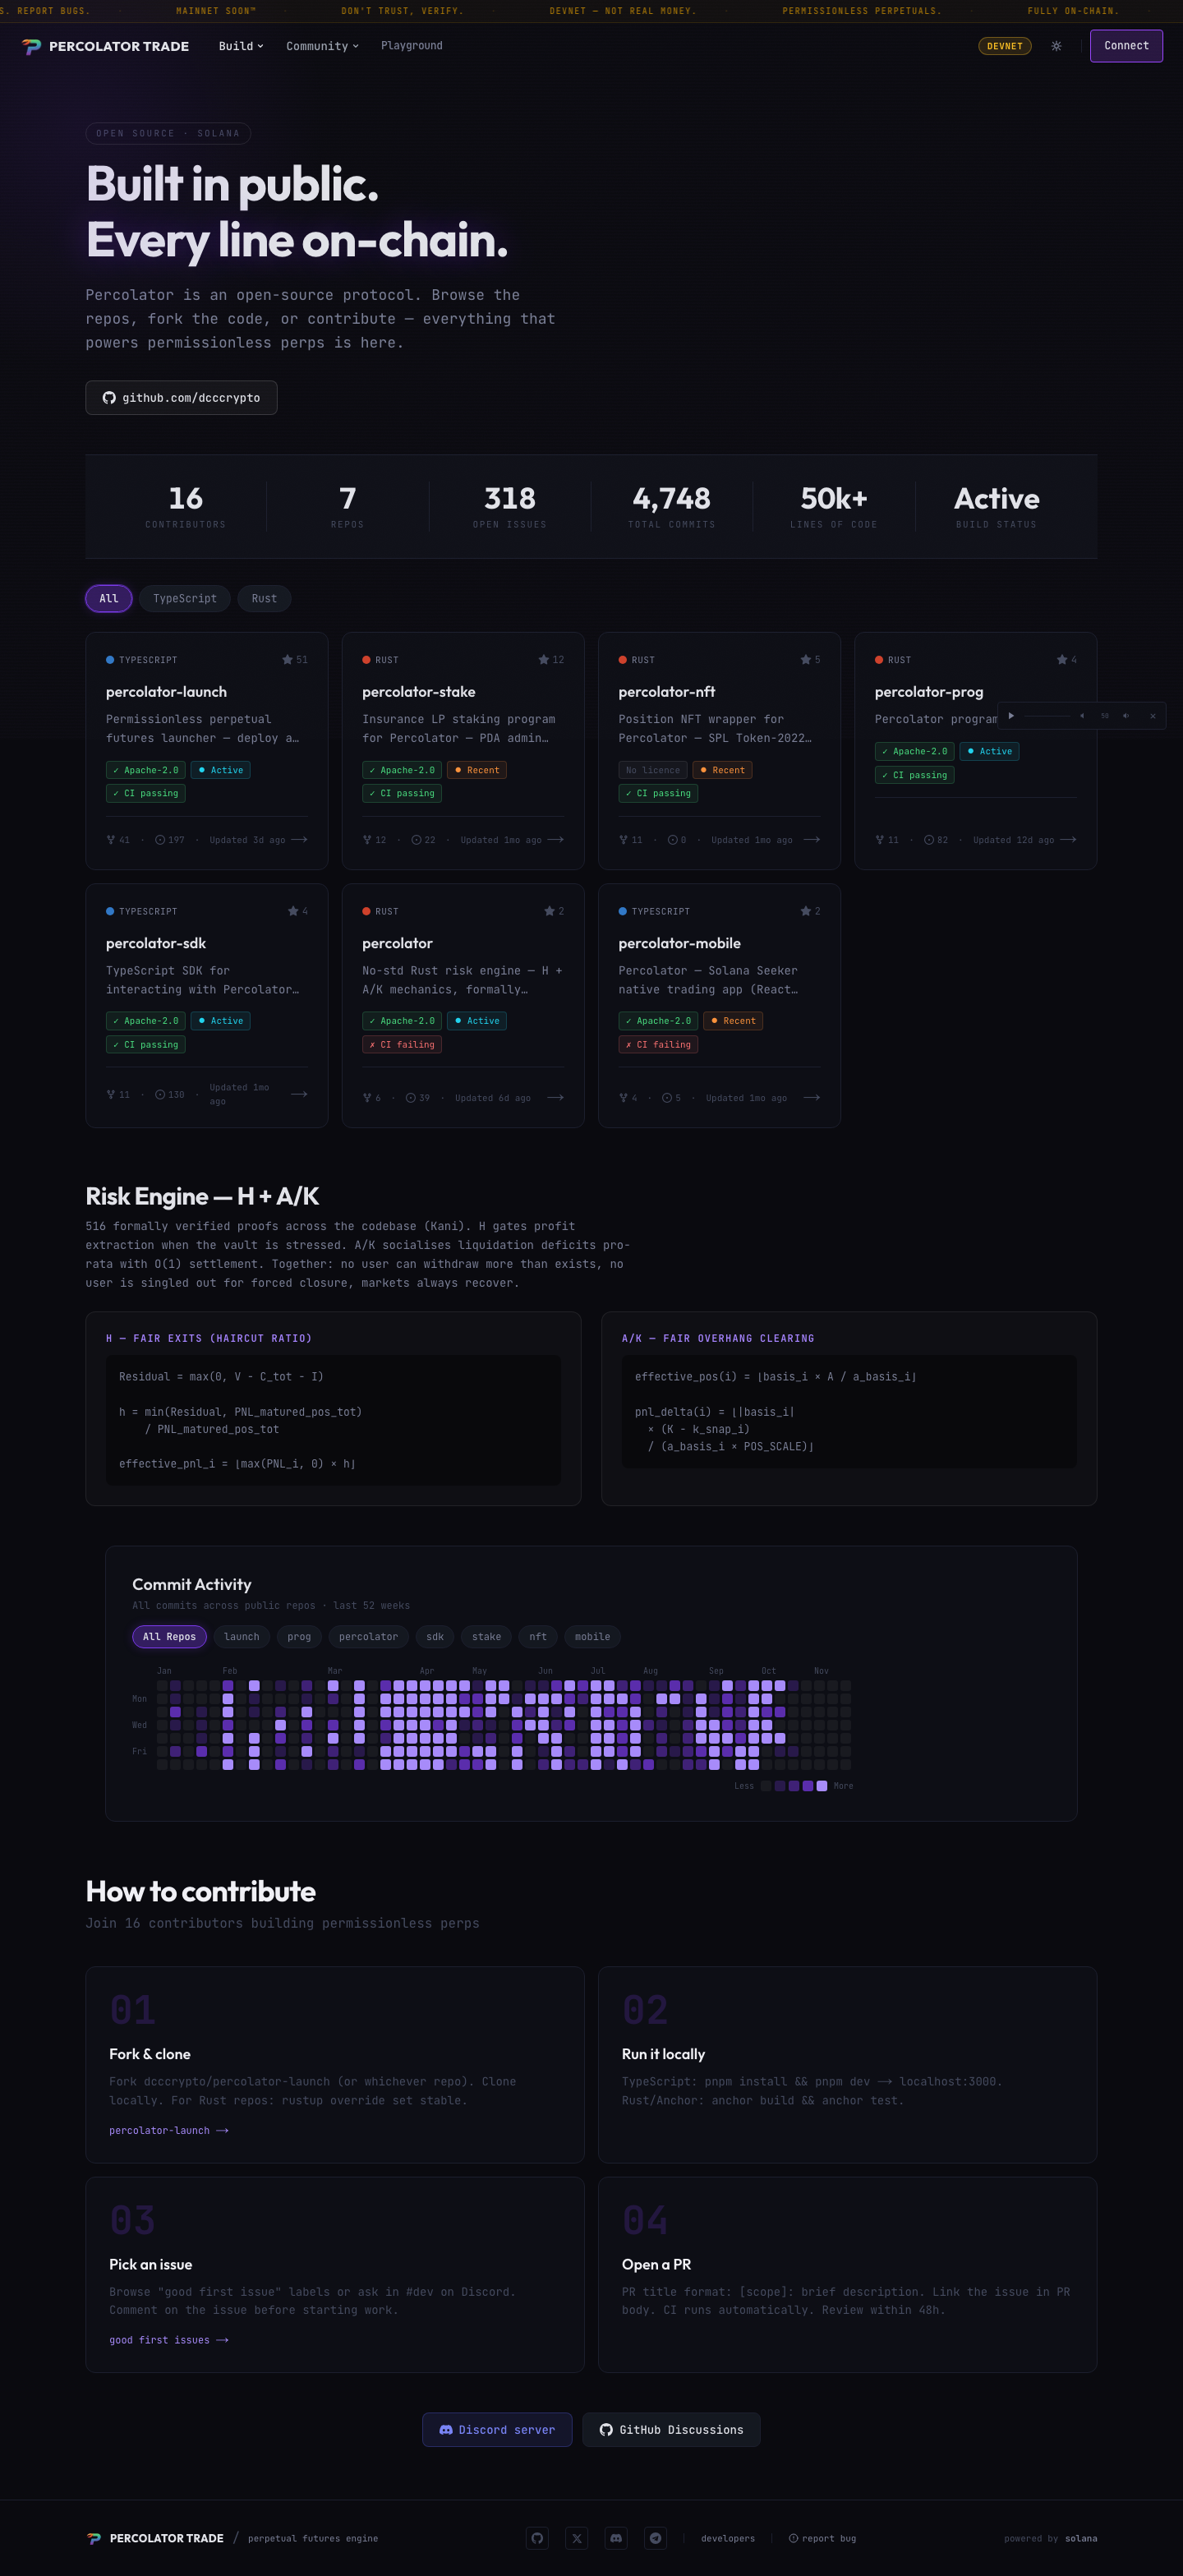 S. REPORT BUGS. · MAINNET SOON™ · DON'T TRUST, VERIFY. · DEVNET — NOT REAL MONEY. · PERMISSIONLESS PERPETUALS. · FULLY ON-CHAIN. ·
PERCOLATOR TRADE Build Community Playground DEVNET Connect
OPEN SOURCE · SOLANA
Built in public.
Every line on-chain.
Percolator is an open-source protocol. Browse the
repos, fork the code, or contribute — everything that
powers permissionless perps is here.
github.com/dcccrypto
16 7 318 4,748 50k+ Active
CONTRIBUTORS REPOS OPEN ISSUES TOTAL COMMITS LINES OF CODE BUILD STATUS
All TypeScript Rust
TYPESCRIPT 51
percolator-launch
Permissionless perpetual
futures launcher — deploy a…
✓ Apache-2.0 ● Active
✓ CI passing
41 · 197 · Updated 3d ago ⟶
RUST 12
percolator-stake
Insurance LP staking program
for Percolator — PDA admin…
✓ Apache-2.0 ● Recent
✓ CI passing
12 · 22 · Updated 1mo ago ⟶
RUST 5
percolator-nft
Position NFT wrapper for
Percolator — SPL Token-2022…
No licence ● Recent
✓ CI passing
11 · 0 · Updated 1mo ago ⟶
RUST 4
percolator-prog
Percolator program
50 ✕
✓ Apache-2.0 ● Active
✓ CI passing
11 · 82 · Updated 12d ago ⟶
TYPESCRIPT 4
percolator-sdk
TypeScript SDK for
interacting with Percolator…
✓ Apache-2.0 ● Active
✓ CI passing
11 · 130 · Updated 1mo
ago ⟶
RUST 2
percolator
No-std Rust risk engine — H +
A/K mechanics, formally…
✓ Apache-2.0 ● Active
✗ CI failing
6 · 39 · Updated 6d ago ⟶
TYPESCRIPT 2
percolator-mobile
Percolator — Solana Seeker
native trading app (React…
✓ Apache-2.0 ● Recent
✗ CI failing
4 · 5 · Updated 1mo ago ⟶
Risk Engine — H + A/K
516 formally verified proofs across the codebase (Kani). H gates profit
extraction when the vault is stressed. A/K socialises liquidation deficits pro-
rata with O(1) settlement. Together: no user can withdraw more than exists, no
user is singled out for forced closure, markets always recover.
H — FAIR EXITS (HAIRCUT RATIO)
Residual = max(0, V - C_tot - I)
h = min(Residual, PNL_matured_pos_tot)
/ PNL_matured_pos_tot
effective_pnl_i = ⌊max(PNL_i, 0) × h⌋
A/K — FAIR OVERHANG CLEARING
effective_pos(i) = ⌊basis_i × A / a_basis_i⌋
pnl_delta(i) = ⌊|basis_i|
× (K - k_snap_i)
/ (a_basis_i × POS_SCALE)⌋
Commit Activity
All commits across public repos · last 52 weeks
All Repos launch prog percolator sdk stake nft mobile
Jan Feb Mar Apr May Jun Jul Aug Sep Oct Nov
Mon
Wed
Fri
Less More
How to contribute
Join 16 contributors building permissionless perps
01
Fork & clone
Fork dcccrypto/percolator-launch (or whichever repo). Clone
locally. For Rust repos: rustup override set stable.
percolator-launch ⟶
02
Run it locally
TypeScript: pnpm install && pnpm dev ⟶ localhost:3000.
Rust/Anchor: anchor build && anchor test.
03
Pick an issue
Browse "good first issue" labels or ask in #dev on Discord.
Comment on the issue before starting work.
good first issues ⟶
04
Open a PR
PR title format: [scope]: brief description. Link the issue in PR
body. CI runs automatically. Review within 48h.
Discord server GitHub Discussions
PERCOLATOR TRADE / perpetual futures engine developers report bug powered by solana